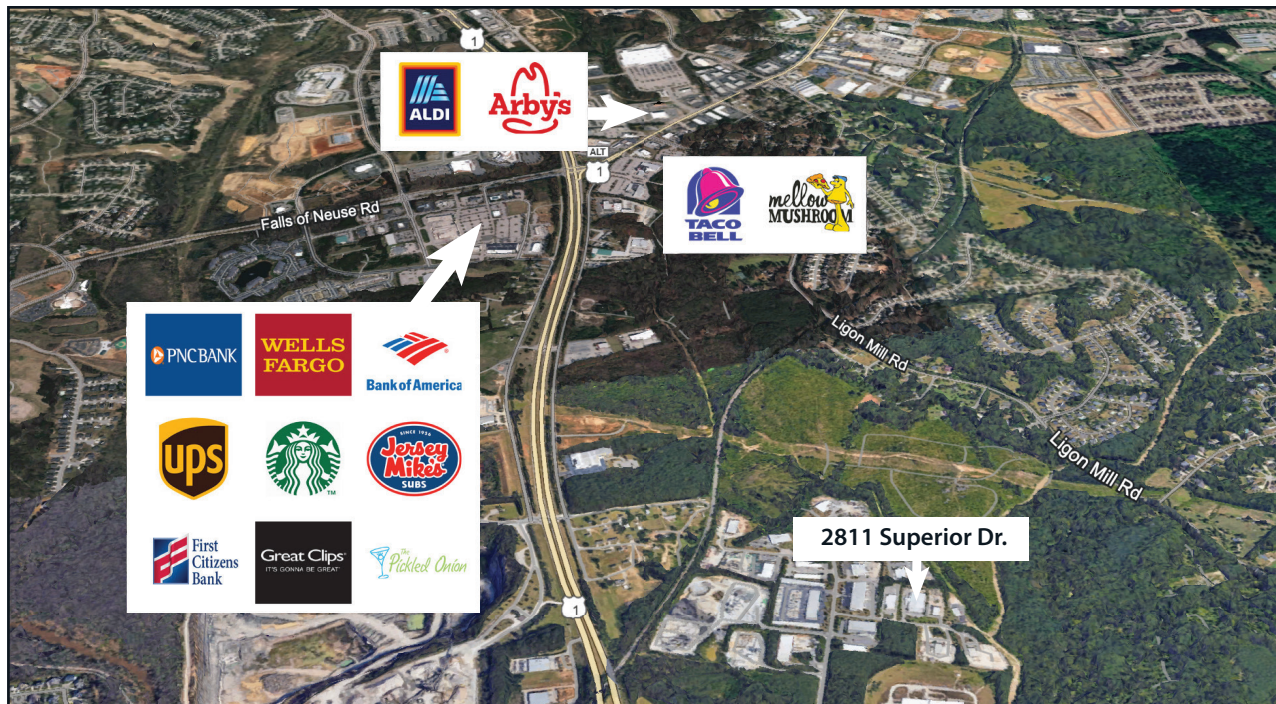 1
ALDI
Arby's
ALT
1
Falls of Neuse Rd
TACO
BELL
mellow
MUSHROOM
PNCBANK
WELLS
FARGO
Bank of America
Ligon Mill Rd
ups
TM
SINCE 1956
Jersey
Mike's
SUBS
Ligon Mill Rd
First
Citizens
Bank
Great Clips®
IT'S GONNA BE GREAT®
The
Pickled Onion
2811 Superior Dr.
1